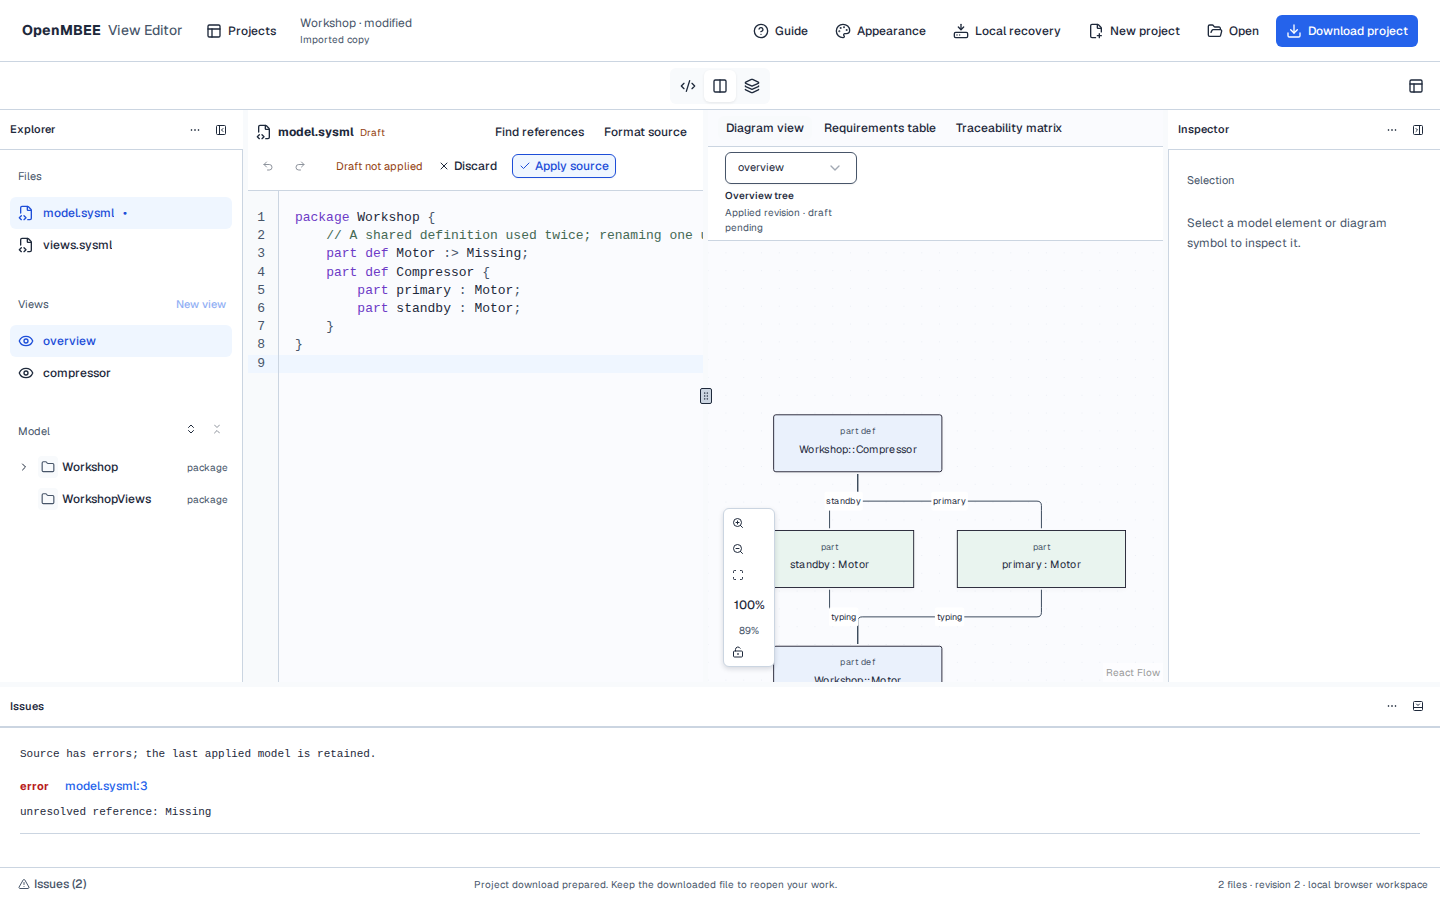 OpenMBEE View Editor
Projects
Workshop · modified
Imported copy
Guide
Appearance
Local recovery
New project
Open
Download project
Explorer
Files
model.sysml •
views.sysml
Views
New view
overview
compressor
Model
Workshop package
WorkshopViews package
model.sysml Draft
Find references
Format source
Draft not applied
Discard
Apply source
1 package Workshop {
2 // A shared definition used twice; renaming one
3 part def Motor :> Missing;
4 part def Compressor {
5 part primary : Motor;
6 part standby : Motor;
7 }
8 }
9
Diagram view
Requirements table
Traceability matrix
overview
Overview tree
Applied revision · draft
pending
part def
Workshop::Compressor
standby
primary
part
standby : Motor
part
primary : Motor
typing
typing
part def
Workshop::Motor
100%
89%
React Flow
Inspector
Selection
Select a model element or diagram
symbol to inspect it.
Issues
Source has errors; the last applied model is retained.
error model.sysml:3
unresolved reference: Missing
Issues (2)
Project download prepared. Keep the downloaded file to reopen your work.
2 files · revision 2 · local browser workspace